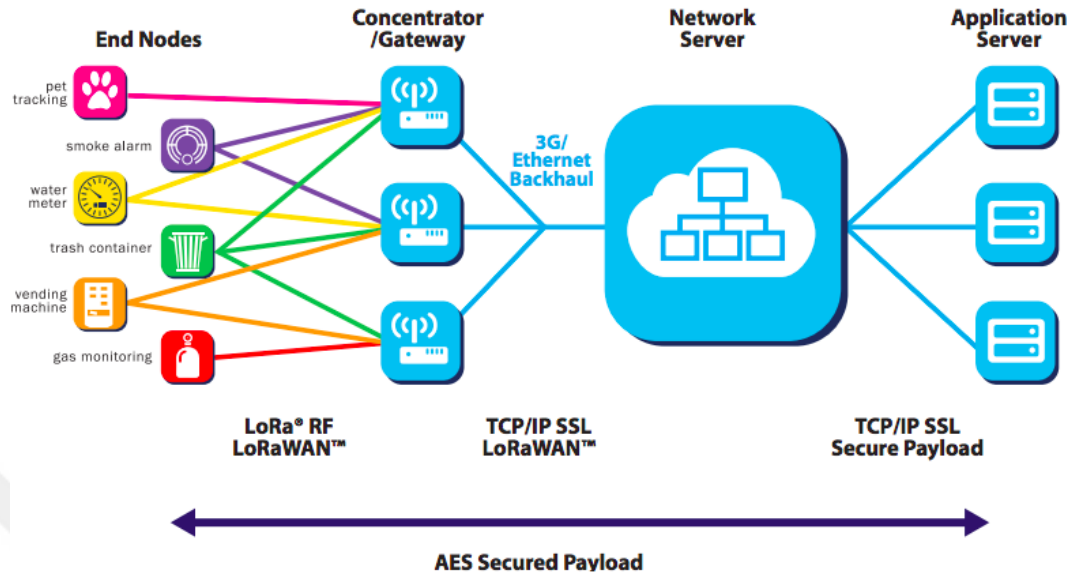 End Nodes
Concentrator
/Gateway
Network
Server
Application
Server
pet
tracking
smoke alarm
water
meter
trash container
vending
machine
gas monitoring
3G/
Ethernet
Backhaul
LoRa® RF
LoRaWAN™
TCP/IP SSL
LoRaWAN™
TCP/IP SSL
Secure Payload
AES Secured Payload